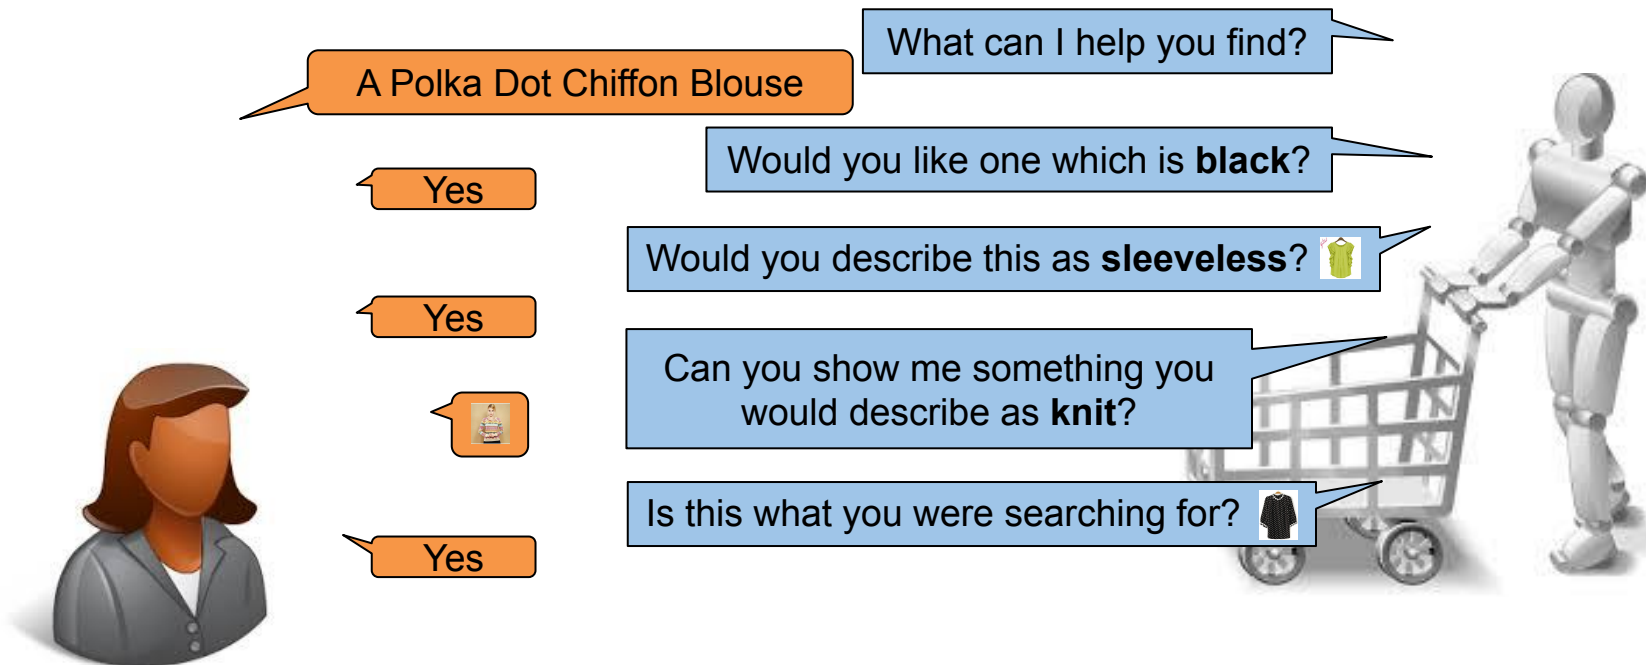 What can I help you find?
A Polka Dot Chiffon Blouse
Would you like one which is black?
Yes
Would you describe this as sleeveless?
Yes
Can you show me something you
would describe as knit?
Is this what you were searching for?
Yes